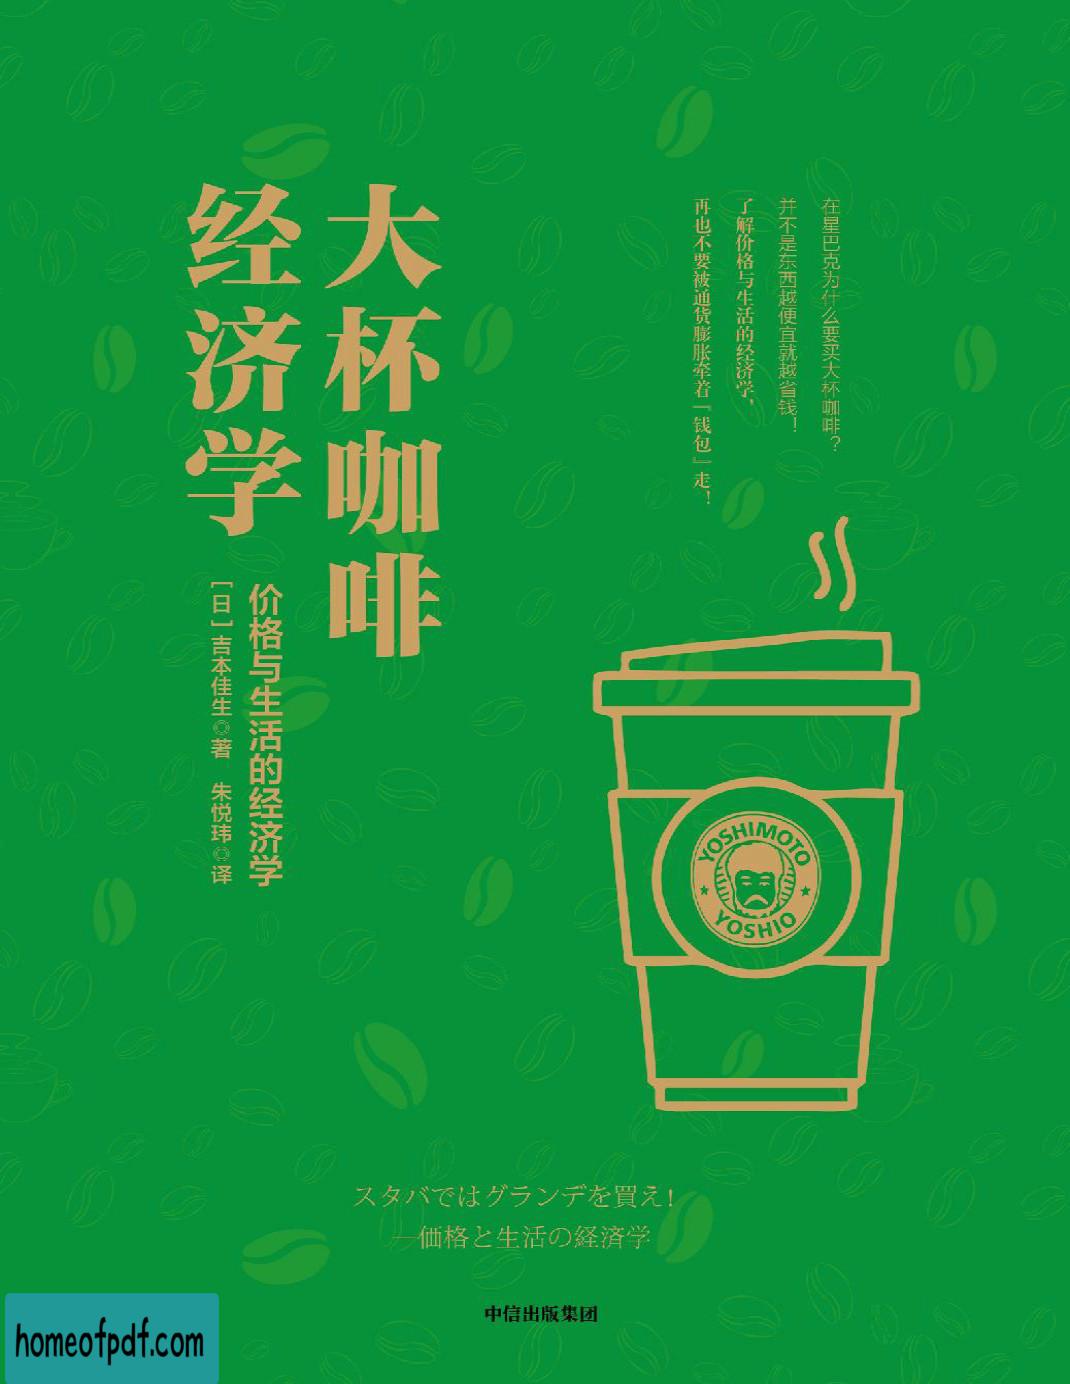 大杯咖啡
经济学
价格与生活的经济学
[日]吉本佳生◎著 朱悦玮◎译
在星巴克为什么要买大杯咖啡？
并不是东西越便宜就越省钱！
了解价格与生活的经济学，
再也不要被通货膨胀牵着『钱包』走！
YOSHIMOTO
YOSHIO
スタバではグランデを買え！
—価格と生活の経済学
中信出版集团
homeofpdf.com